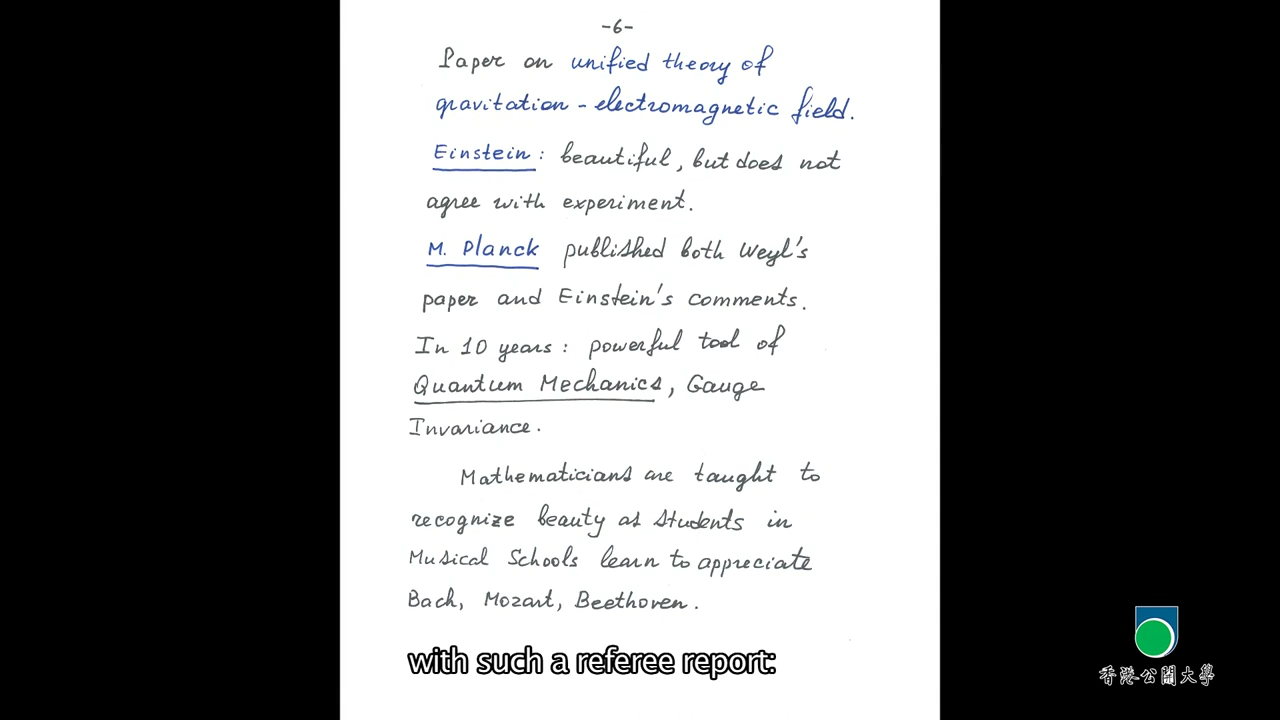 -6-
Paper on unified theory of
gravitation - electromagnetic field.
Einstein: beautiful, but does not
agree with experiment.
M. Planck published both Weyl's
paper and Einstein's comments.
In 10 years: powerful tool of
Quantum Mechanics, Gauge
Invariance.
Mathematicians are taught to
recognize beauty as students in
Musical Schools learn to appreciate
Bach, Mozart, Beethoven.
with such a referee report:
香港公開大學